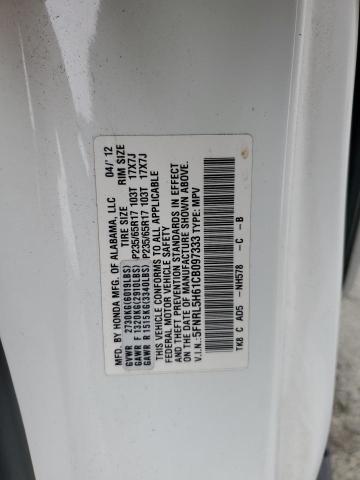 MFD. BY HONDA MFG. OF ALABAMA, LLC 04/'12
TIRE SIZE RIM SIZE
GVWR 2730KG(6019LBS)
GAWR F 1320KG(2910LBS) P235/65R17 103T 17X7J
GAWR R 1515KG(3340LBS) P235/65R17 103T 17X7J
THIS VEHICLE CONFORMS TO ALL APPLICABLE
FEDERAL MOTOR VEHICLE SAFETY
AND THEFT PREVENTION STANDARDS IN EFFECT
ON THE DATE OF MANUFACTURE SHOWN ABOVE.
V.I.N.:5FNRL5H61CB097333 TYPE: MPV
TK8 C AD5 - NH578 - C - B